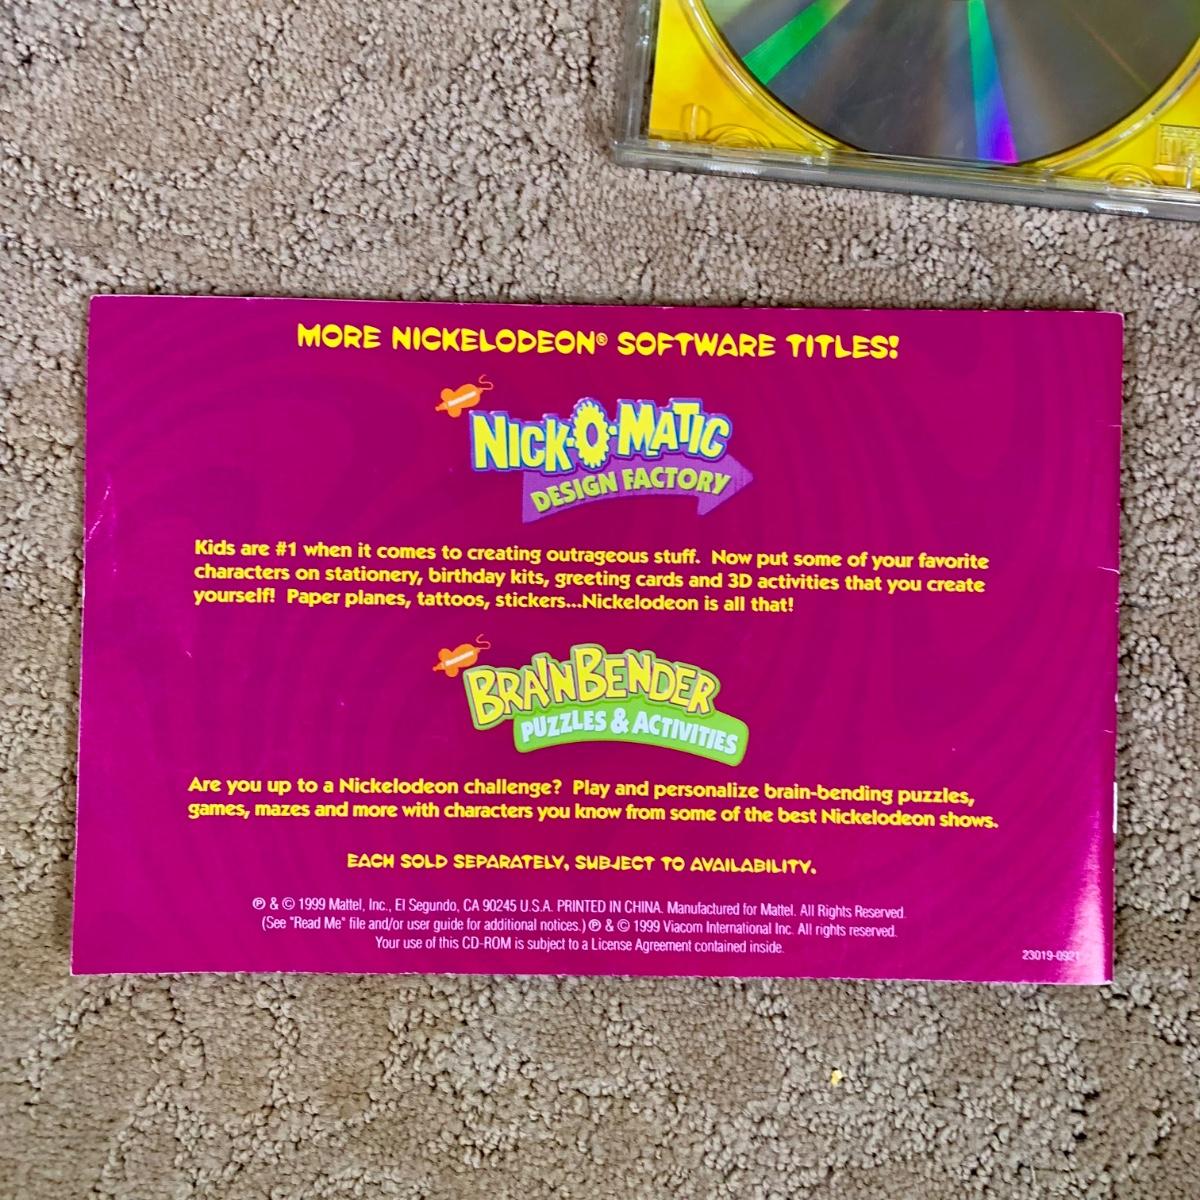 MORE NICKELODEON® SOFTWARE TITLES!
NICKELODEON
NICK-O-MATIC
DESIGN FACTORY
Kids are #1 when it comes to creating outrageous stuff. Now put some of your favorite
characters on stationery, birthday kits, greeting cards and 3D activities that you create
yourself! Paper planes, tattoos, stickers...Nickelodeon is all that!
NICKELODEON
BRAINBENDER
PUZZLES & ACTIVITIES
Are you up to a Nickelodeon challenge? Play and personalize brain-bending puzzles,
games, mazes and more with characters you know from some of the best Nickelodeon shows.
EACH SOLD SEPARATELY, SUBJECT TO AVAILABILITY.
℗ & © 1999 Mattel, Inc., El Segundo, CA 90245 U.S.A. PRINTED IN CHINA. Manufactured for Mattel. All Rights Reserved.
(See "Read Me" file and/or user guide for additional notices.) ℗ & © 1999 Viacom International Inc. All rights reserved.
Your use of this CD-ROM is subject to a License Agreement contained inside.